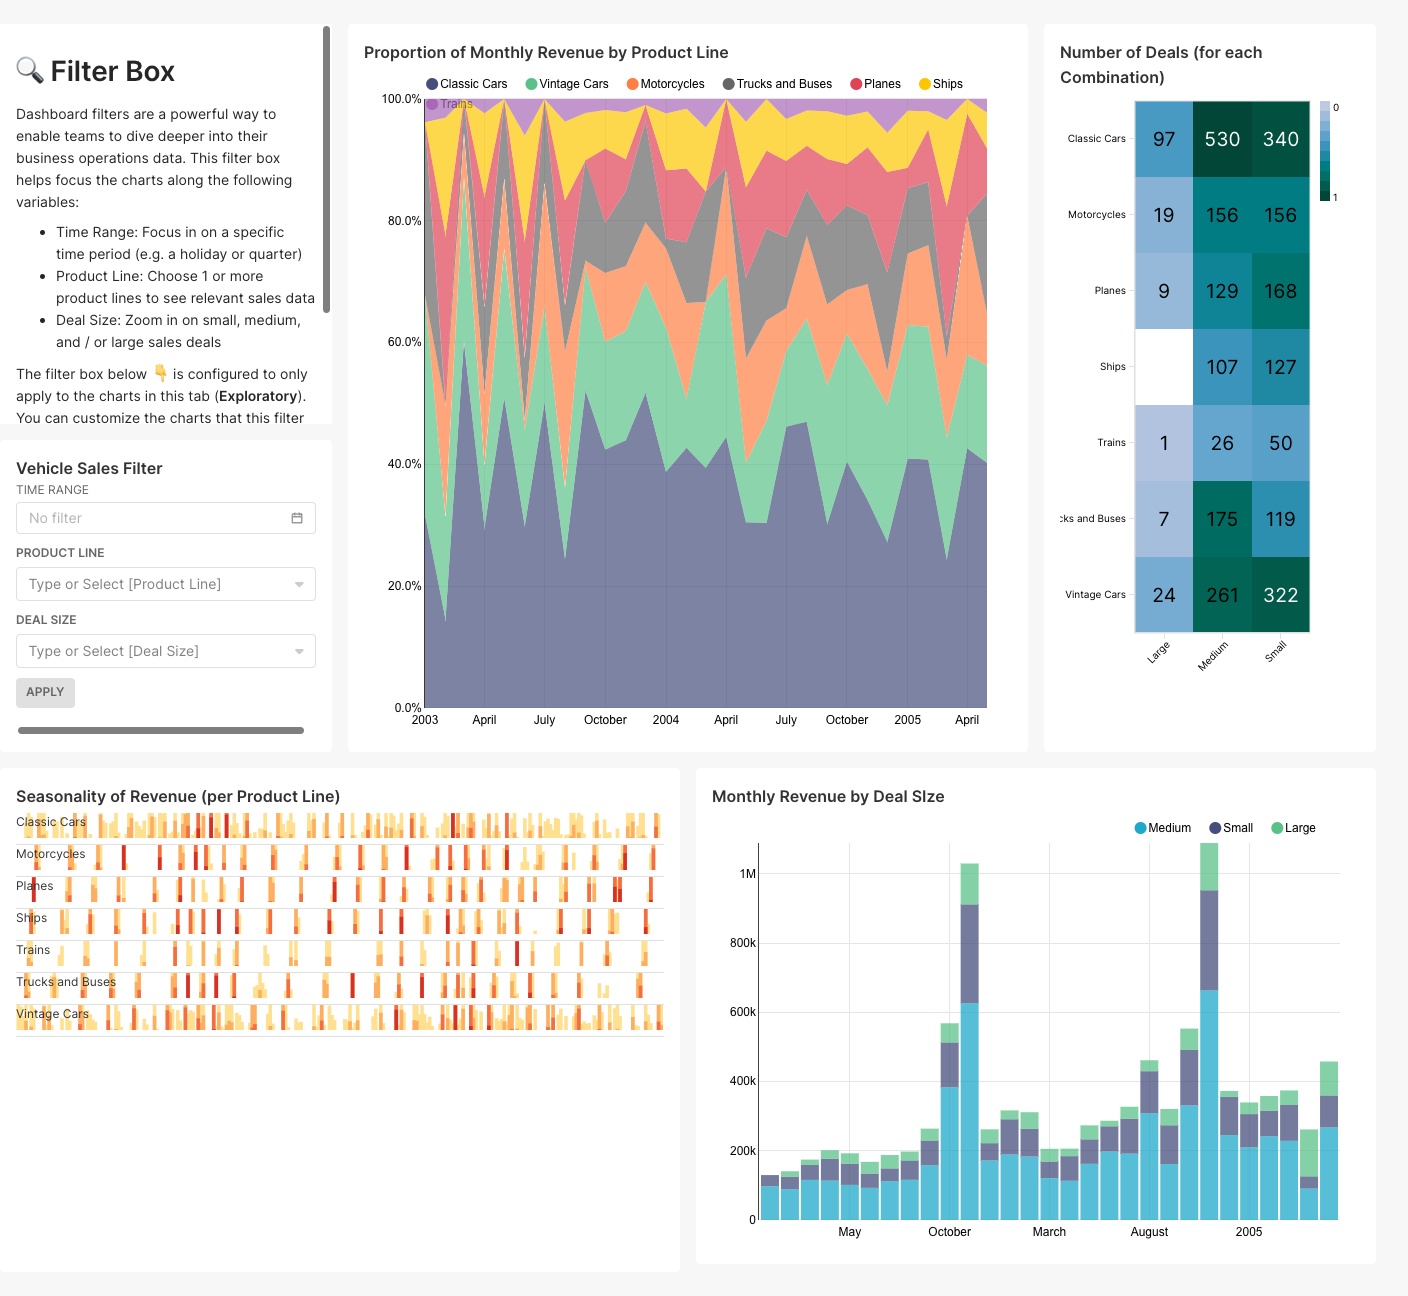 🔍 Filter Box
Dashboard filters are a powerful way to
enable teams to dive deeper into their
business operations data. This filter box
helps focus the charts along the following
variables:
• Time Range: Focus in on a specific
time period (e.g. a holiday or quarter)
• Product Line: Choose 1 or more
product lines to see relevant sales data
• Deal Size: Zoom in on small, medium,
and / or large sales deals
The filter box below 👇 is configured to only
apply to the charts in this tab (Exploratory).
You can customize the charts that this filter
Vehicle Sales Filter
TIME RANGE
No filter
PRODUCT LINE
Type or Select [Product Line]
DEAL SIZE
Type or Select [Deal Size]
APPLY
Proportion of Monthly Revenue by Product Line
Classic Cars Vintage Cars Motorcycles Trucks and Buses Planes Ships
Trains
100.0%
80.0%
60.0%
40.0%
20.0%
0.0%
2003 April July October 2004 April July October 2005 April
Number of Deals (for each
Combination)
0
1
Classic Cars 97 530 340
Motorcycles 19 156 156
Planes 9 129 168
Ships 107 127
Trains 1 26 50
cks and Buses 7 175 119
Vintage Cars 24 261 322
Large Medium Small
Seasonality of Revenue (per Product Line)
Classic Cars
Motorcycles
Planes
Ships
Trains
Trucks and Buses
Vintage Cars
Monthly Revenue by Deal SIze
Medium Small Large
1M
800k
600k
400k
200k
0
May October March August 2005